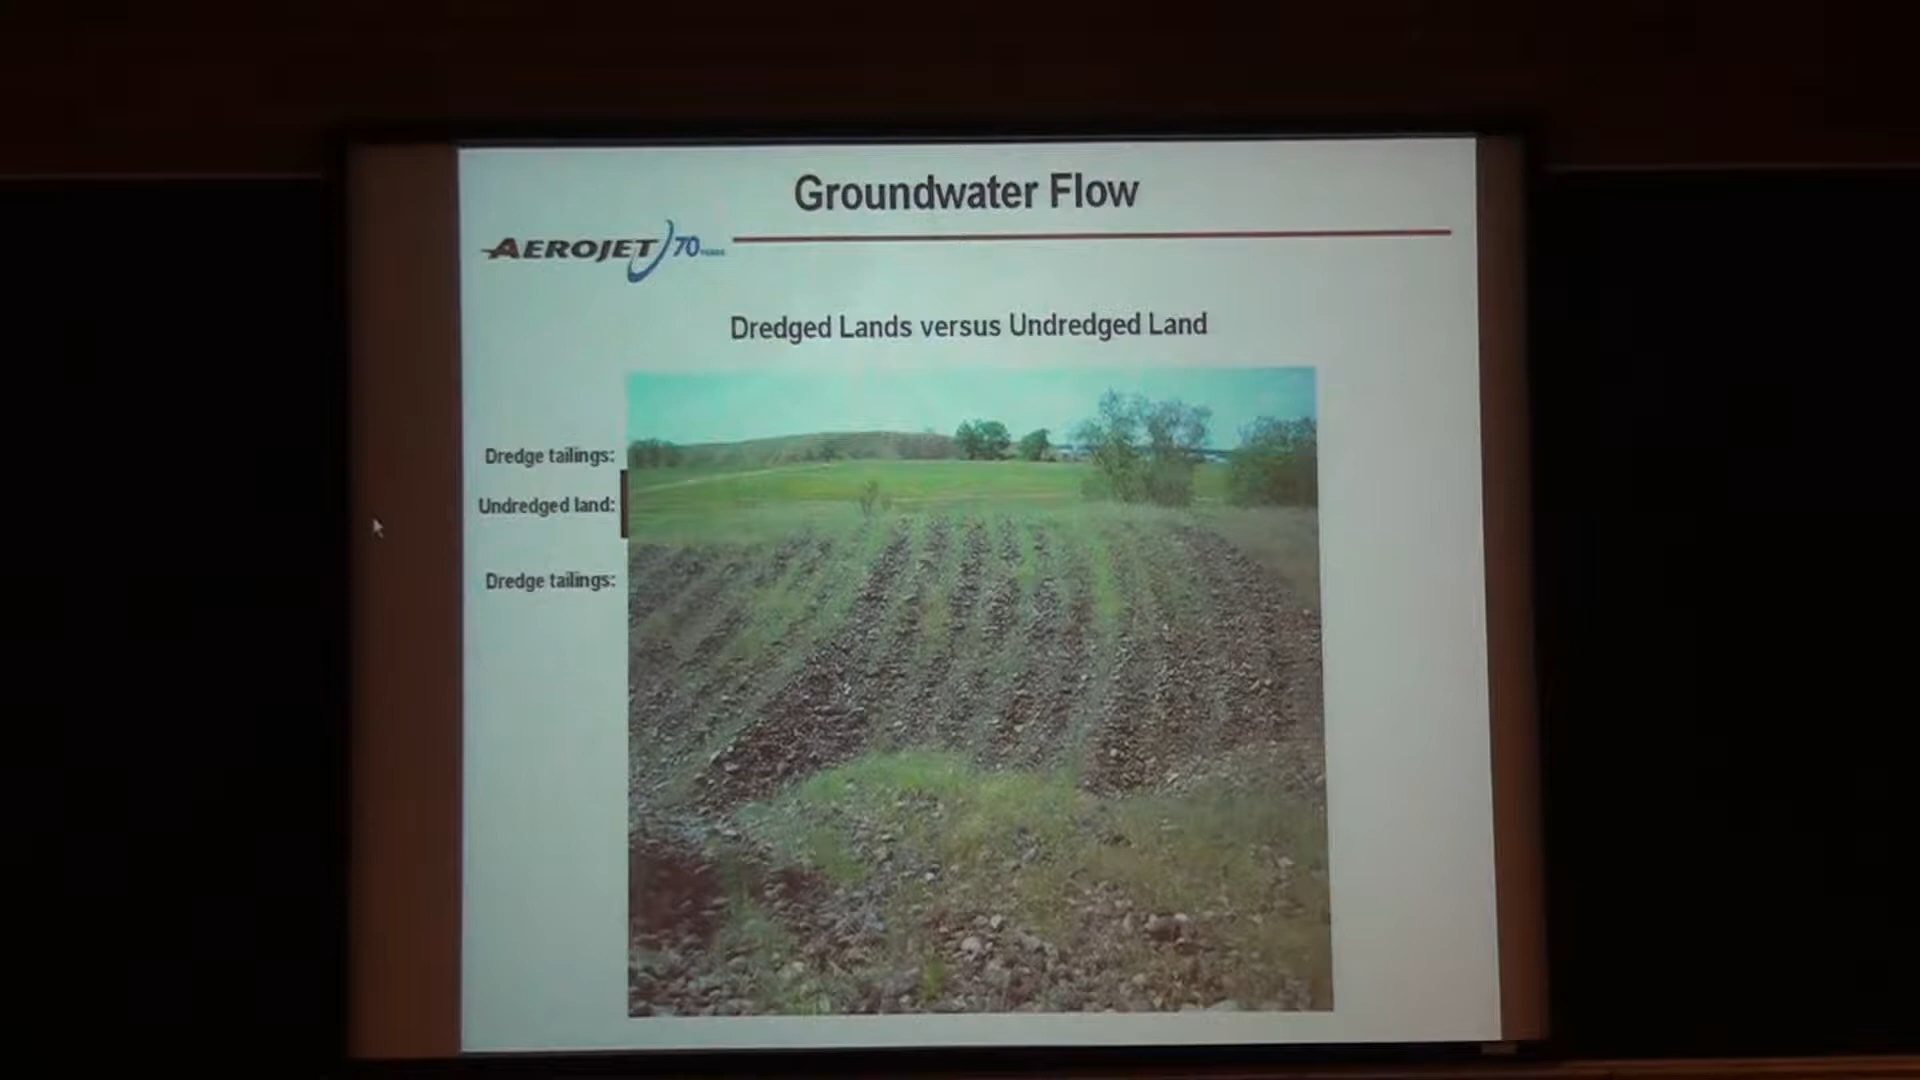 Groundwater Flow
AEROJET 70
Dredged Lands versus Undredged Land
Dredge tailings:
Undredged land:
Dredge tailings: